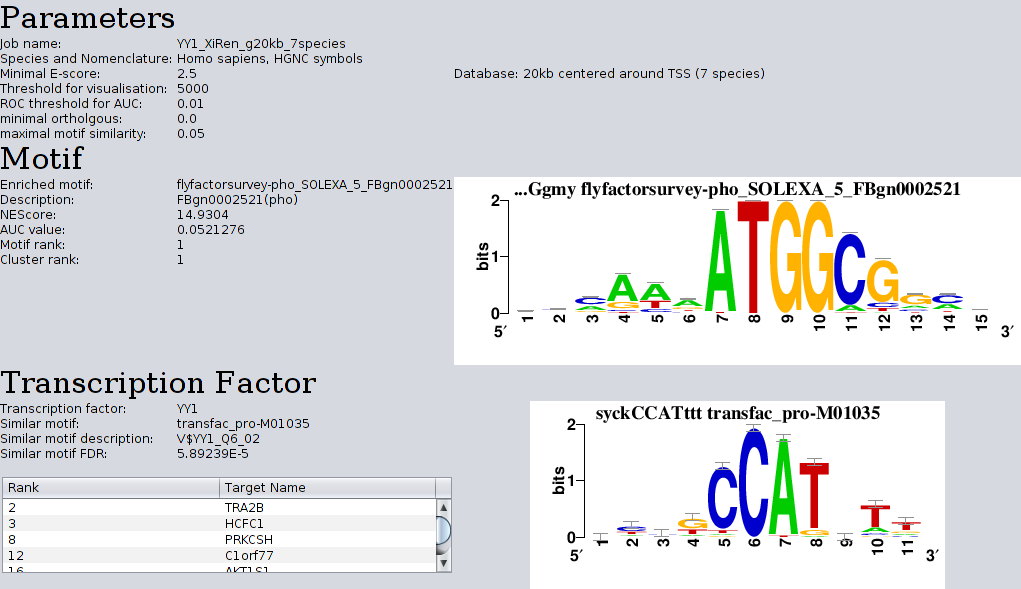 Parameters
Job name: YY1_XiRen_g20kb_7species
Species and Nomenclature: Homo sapiens, HGNC symbols
Minimal E-score: 2.5 Database: 20kb centered around TSS (7 species)
Threshold for visualisation: 5000
ROC threshold for AUC: 0.01
minimal ortholgous: 0.0
maximal motif similarity: 0.05
Motif
Enriched motif: flyfactorsurvey-pho_SOLEXA_5_FBgn0002521
Description: FBgn0002521(pho)
NEScore: 14.9304
AUC value: 0.0521276
Motif rank: 1
Cluster rank: 1
...Ggmy flyfactorsurvey-pho_SOLEXA_5_FBgn0002521
2
bits
1
0
ATGGCG
1 2 3 4 5 6 7 8 9 10 11 12 13 14 15
5′ 3′
Transcription Factor
Transcription factor: YY1
Similar motif: transfac_pro-M01035
Similar motif description: V$YY1_Q6_02
Similar motif FDR: 5.89239E-5
Rank Target Name
2 TRA2B
3 HCFC1
8 PRKCSH
12 C1orf77
16 AKT1S1
syckCCATttt transfac_pro-M01035
2
bits
1
0
CCAT
1 2 3 4 5 6 7 8 9 10 11
5′ 3′